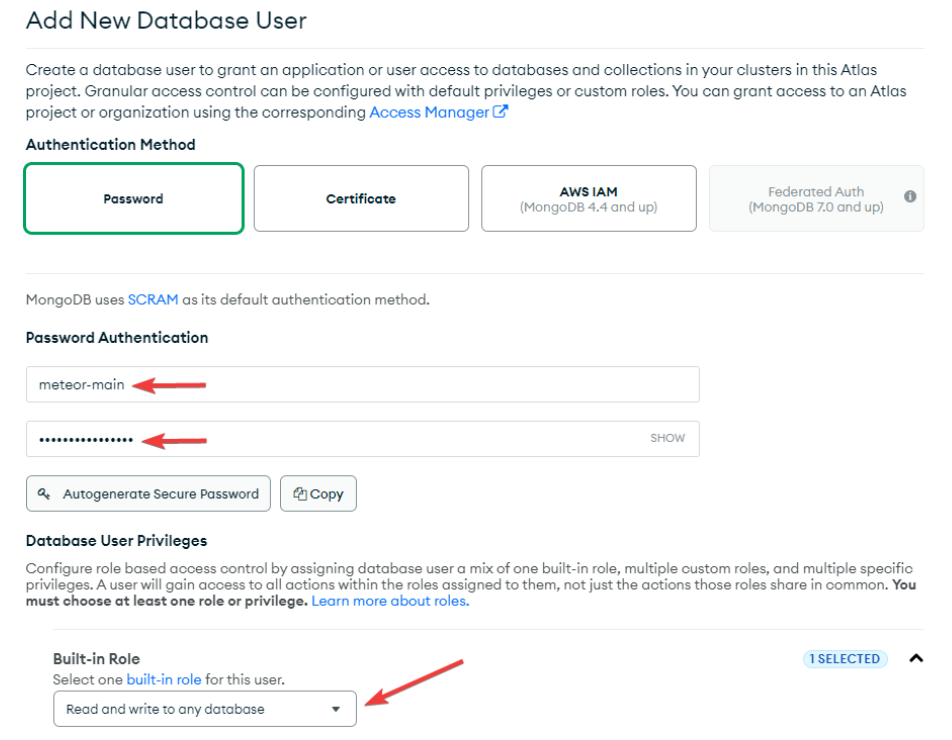 Add New Database User
Create a database user to grant an application or user access to databases and collections in your clusters in this Atlas
project. Granular access control can be configured with default privileges or custom roles. You can grant access to an Atlas
project or organization using the corresponding Access Manager
Authentication Method
Password
Certificate
AWS IAM
(MongoDB 4.4 and up)
Federated Auth
(MongoDB 7.0 and up)
MongoDB uses SCRAM as its default authentication method.
Password Authentication
meteor-main
•••••••••••••••• SHOW
Autogenerate Secure Password
Copy
Database User Privileges
Configure role based access control by assigning database user a mix of one built-in role, multiple custom roles, and multiple specific
privileges. A user will gain access to all actions within the roles assigned to them, not just the actions those roles share in common. You
must choose at least one role or privilege. Learn more about roles.
Built-in Role
1 SELECTED
Select one built-in role for this user.
Read and write to any database